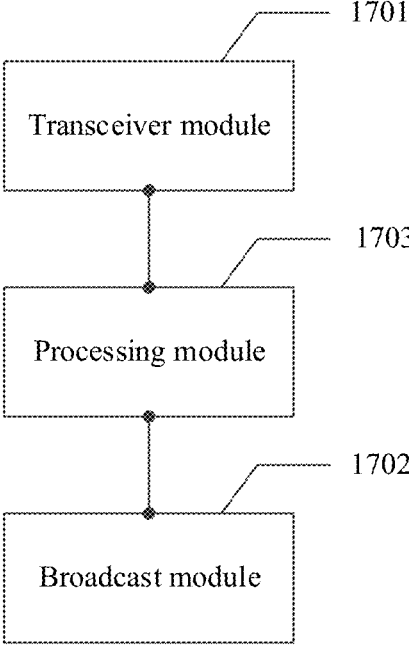 1701
Transceiver module
1703
Processing module
1702
Broadcast module